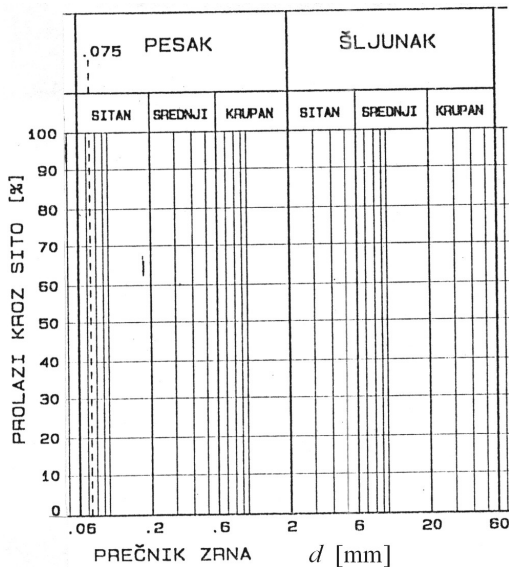 .075 PESAK ŠLJUNAK
SITAN SREDNJI KRUPAN SITAN SREDNJI KRUPAN
PROLAZI KROZ SITO [%]
100
90
80
70
60
50
40
30
20
10
0
.06 .2 .6 2 6 20 60
PREČNIK ZRNA d [mm]